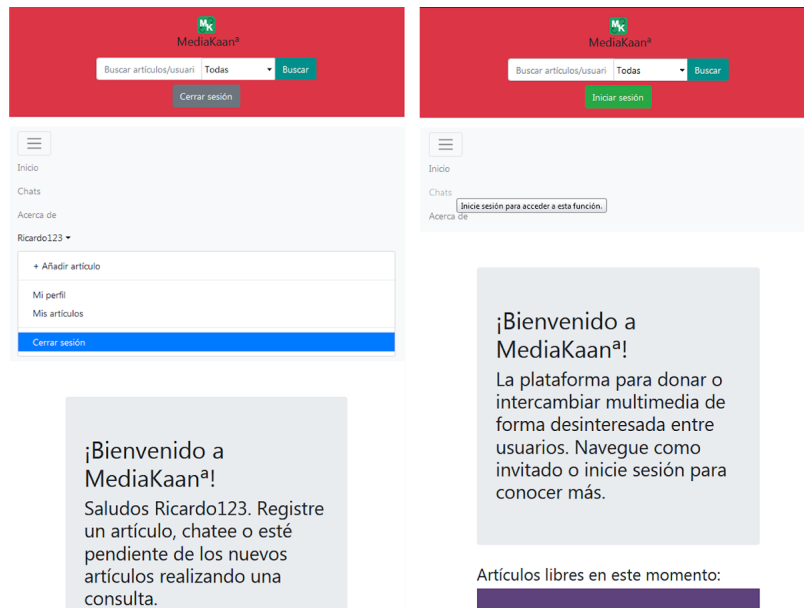 MK
MediaKaanª
Buscar artículos/usuari Todas Buscar
Cerrar sesión
Inicio
Chats
Acerca de
Ricardo123
+ Añadir artículo
Mi perfil
Mis artículos
Cerrar sesión
¡Bienvenido a
MediaKaanª!
Saludos Ricardo123. Registre
un artículo, chatee o esté
pendiente de los nuevos
artículos realizando una
consulta.
MK
MediaKaanª
Buscar artículos/usuari Todas Buscar
Iniciar sesión
Inicio
Chats
Inicie sesión para acceder a esta función.
Acerca de
¡Bienvenido a
MediaKaanª!
La plataforma para donar o
intercambiar multimedia de
forma desinteresada entre
usuarios. Navegue como
invitado o inicie sesión para
conocer más.
Artículos libres en este momento: